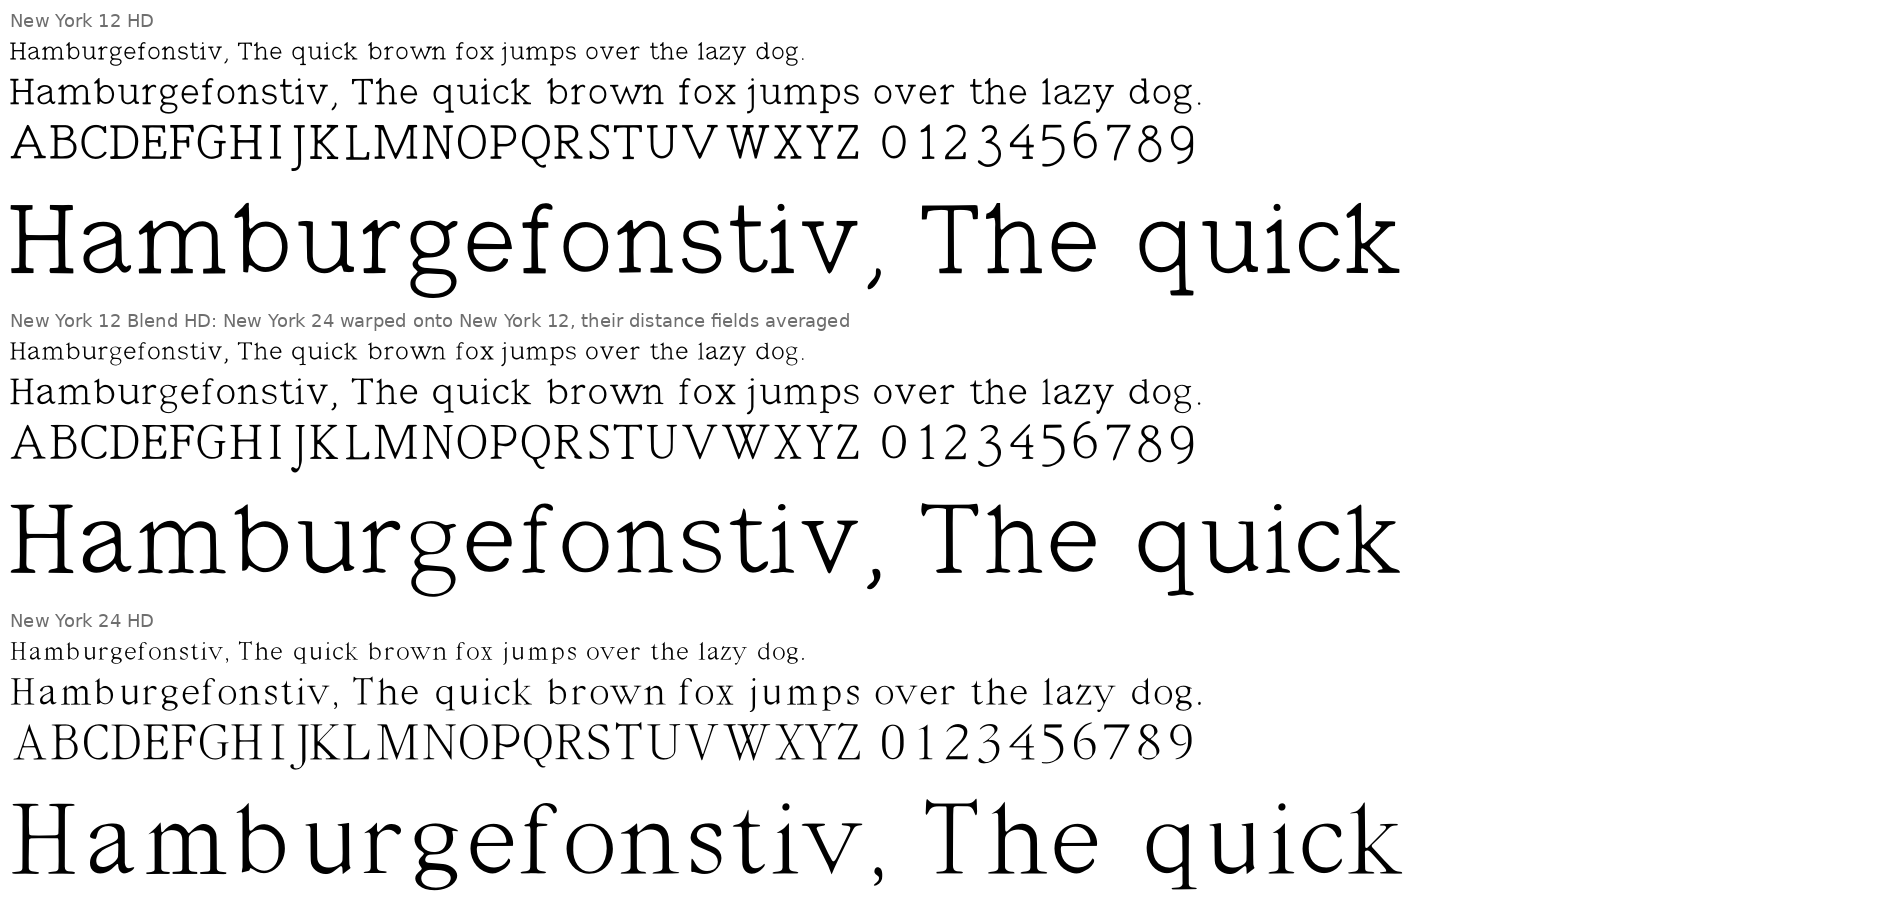 New York 12 HD
Hamburgefonstiv, The quick brown fox jumps over the lazy dog.
Hamburgefonstiv, The quick brown fox jumps over the lazy dog.
ABCDEFGHIJKLMNOPQRSTUVWXYZ 0123456789
Hamburgefonstiv, The quick
New York 12 Blend HD: New York 24 warped onto New York 12, their distance fields averaged
Hamburgefonstiv, The quick brown fox jumps over the lazy dog.
Hamburgefonstiv, The quick brown fox jumps over the lazy dog.
ABCDEFGHIJKLMNOPQRSTUVWXYZ 0123456789
Hamburgefonstiv, The quick
New York 24 HD
Hamburgefonstiv, The quick brown fox jumps over the lazy dog.
Hamburgefonstiv, The quick brown fox jumps over the lazy dog.
ABCDEFGHIJKLMNOPQRSTUVWXYZ 0123456789
Hamburgefonstiv, The quick